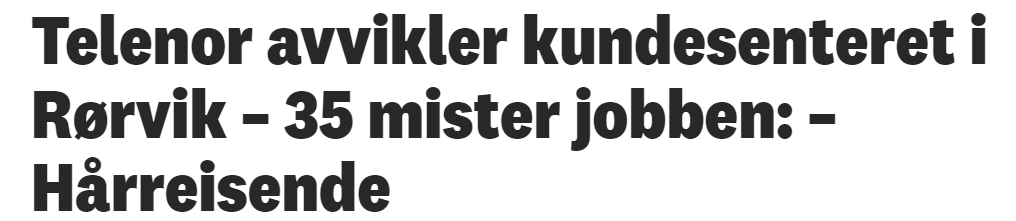 Telenor avvikler kundesenteret i
Rørvik – 35 mister jobben: –
Hårreisende